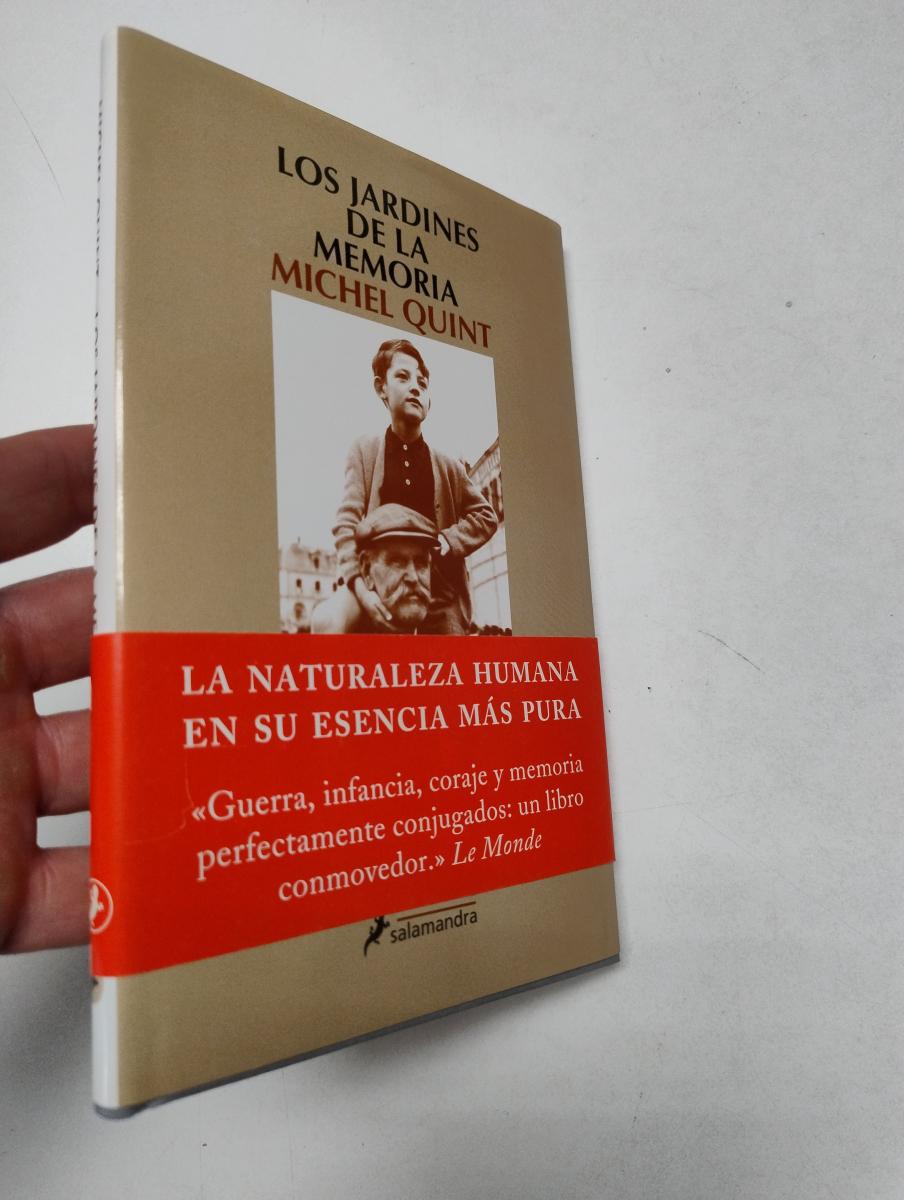 LOS JARDINES
DE LA
MEMORIA
MICHEL QUINT
LA NATURALEZA HUMANA
EN SU ESENCIA MÁS PURA
«Guerra, infancia, coraje y memoria
perfectamente conjugados: un libro
conmovedor.» Le Monde
salamandra